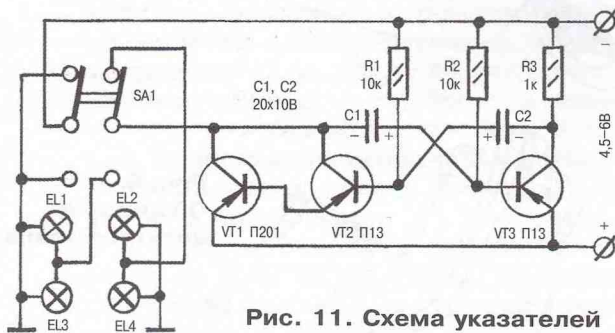 R1
10к
R2
10к
R3
1к
–
SA1
C1, C2
20x10В
C1
– +
C2
+ –
4,5–6В
EL1
EL2
VT1 П201
VT2 П13
VT3 П13
+
EL3
EL4
Рис. 11. Схема указателей